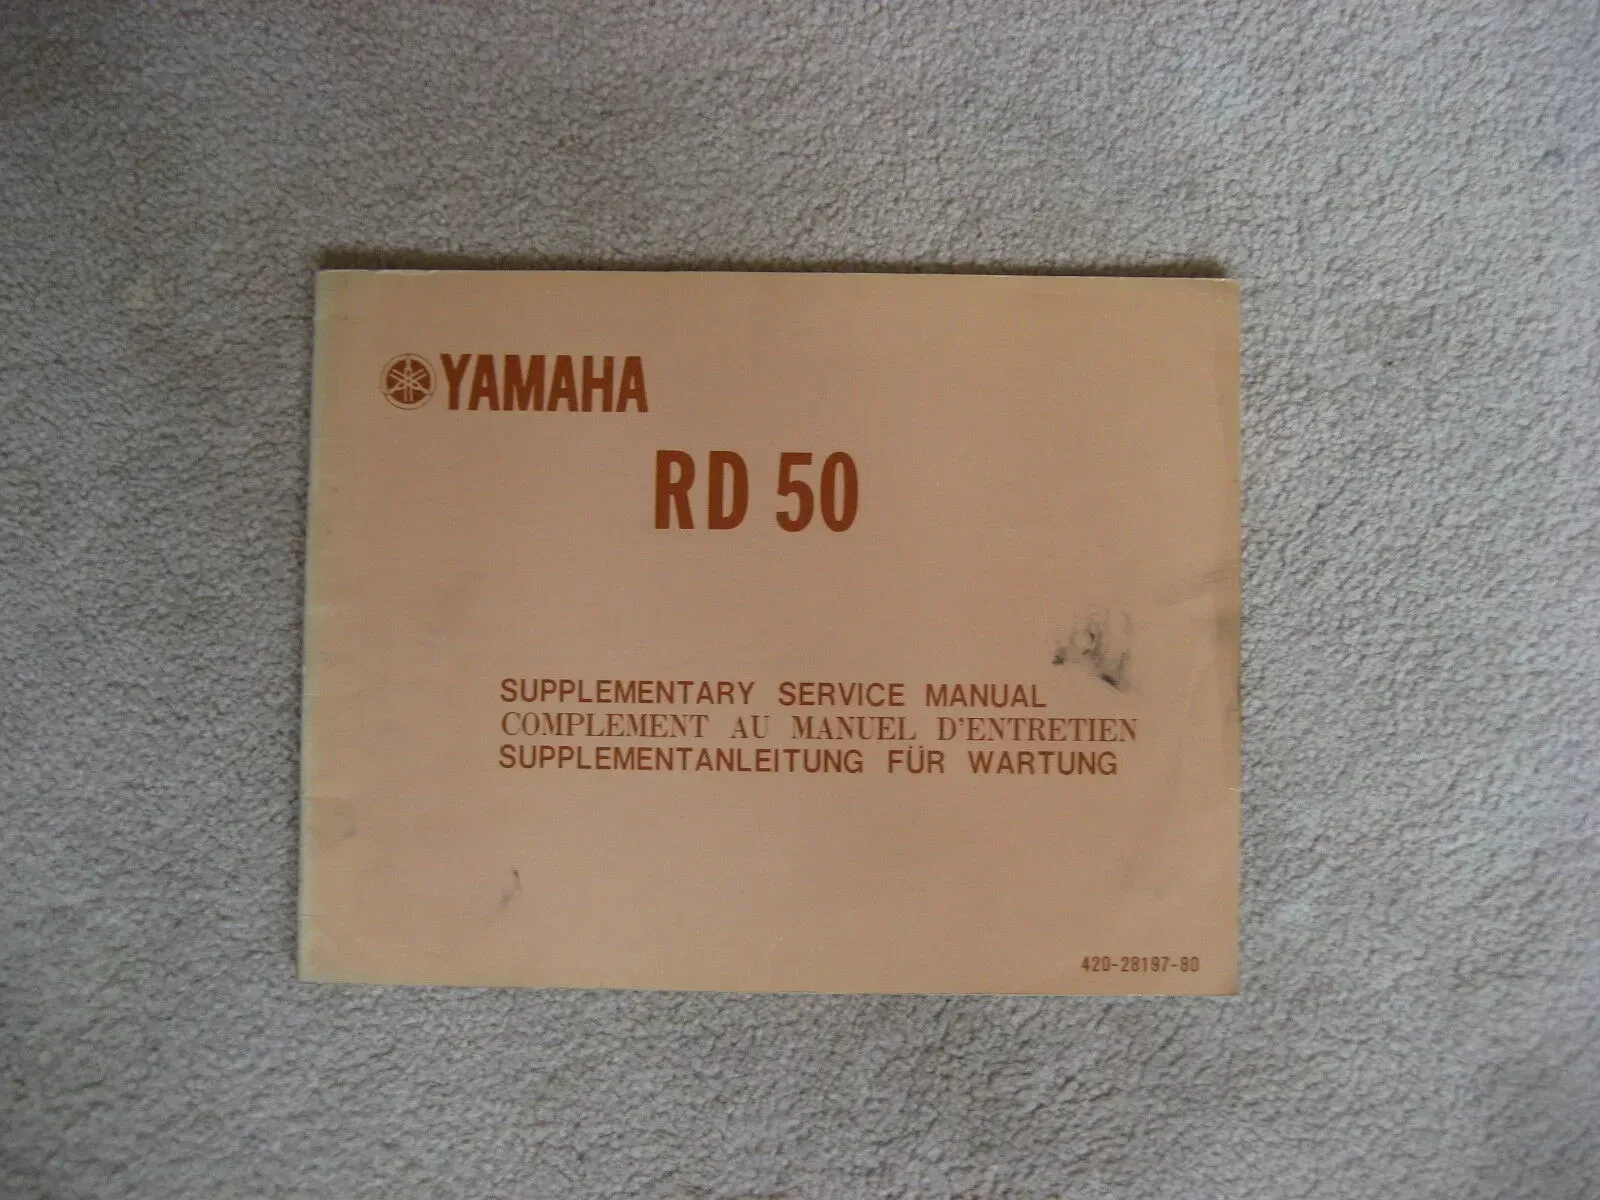 YAMAHA
RD 50
SUPPLEMENTARY SERVICE MANUAL
COMPLEMENT AU MANUEL D'ENTRETIEN
SUPPLEMENTANLEITUNG FÜR WARTUNG
420-28197-80